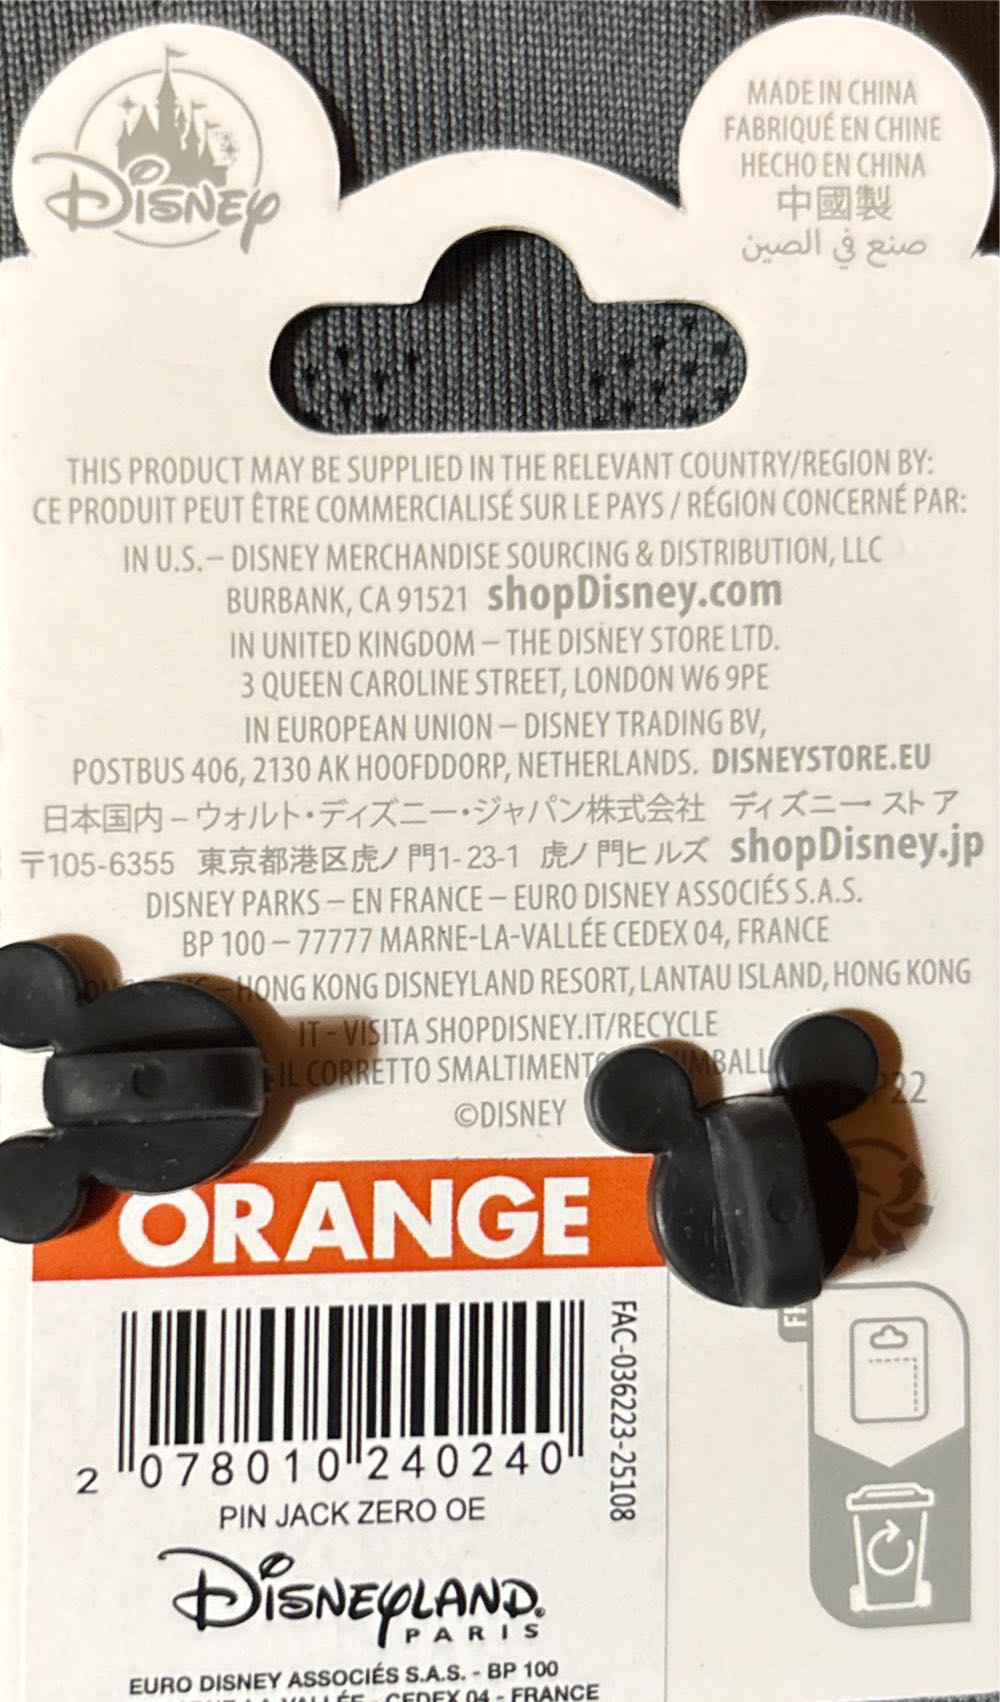 Disney
MADE IN CHINA
FABRIQUÉ EN CHINE
HECHO EN CHINA
中國製
صنع في الصين
THIS PRODUCT MAY BE SUPPLIED IN THE RELEVANT COUNTRY/REGION BY:
CE PRODUIT PEUT ÊTRE COMMERCIALISÉ SUR LE PAYS / RÉGION CONCERNÉ PAR:
IN U.S.– DISNEY MERCHANDISE SOURCING & DISTRIBUTION, LLC
BURBANK, CA 91521 shopDisney.com
IN UNITED KINGDOM – THE DISNEY STORE LTD.
3 QUEEN CAROLINE STREET, LONDON W6 9PE
IN EUROPEAN UNION – DISNEY TRADING BV,
POSTBUS 406, 2130 AK HOOFDDORP, NETHERLANDS. DISNEYSTORE.EU
日本国内 – ウォルト・ディズニー・ジャパン株式会社 ディズニー ストア
〒105-6355 東京都港区虎ノ門1-23-1 虎ノ門ヒルズ shopDisney.jp
DISNEY PARKS – EN FRANCE – EURO DISNEY ASSOCIÉS S.A.S.
BP 100 – 77777 MARNE-LA-VALLÉE CEDEX 04, FRANCE
– HONG KONG DISNEYLAND RESORT, LANTAU ISLAND, HONG KONG
IT - VISITA SHOPDISNEY.IT/RECYCLE
IL CORRETTO
©DISNEY
ORANGE
FAC-036223-25108
2 078010 240240
PIN JACK ZERO OE
Disneyland
PARIS
EURO DISNEY ASSOCIÉS S.A.S. - BP 100
CEDEX 04 - FRANCE